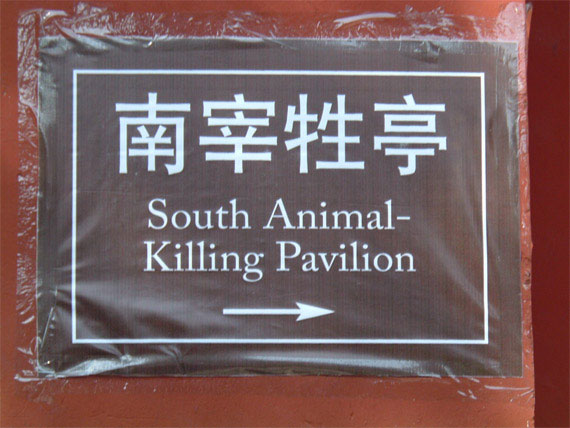 南宰牲亭
South Animal-
Killing Pavilion